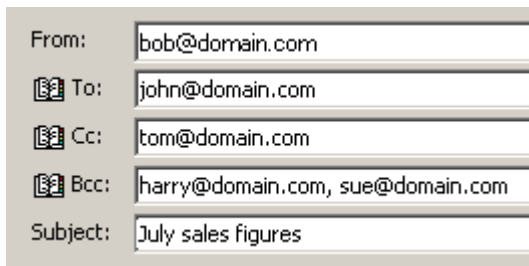 From: bob@domain.com
To: john@domain.com
Cc: tom@domain.com
Bcc: harry@domain.com, sue@domain.com
Subject: July sales figures